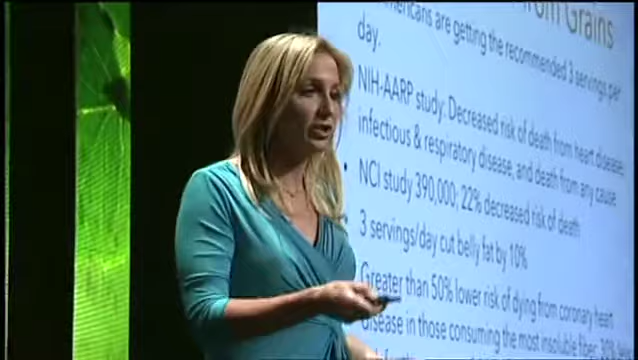 from Grains
mericans are getting the recommended 3 servings per
day.
NIH-AARP study: Decreased risk of death from heart disease,
infectious & respiratory disease, and death from any cause
• NCI study 390,000: 22% decreased risk of death
3 servings/day cut belly fat by 10%
Greater than 50% lower risk of dying from coronary heart
disease in those consuming the most insoluble fiber